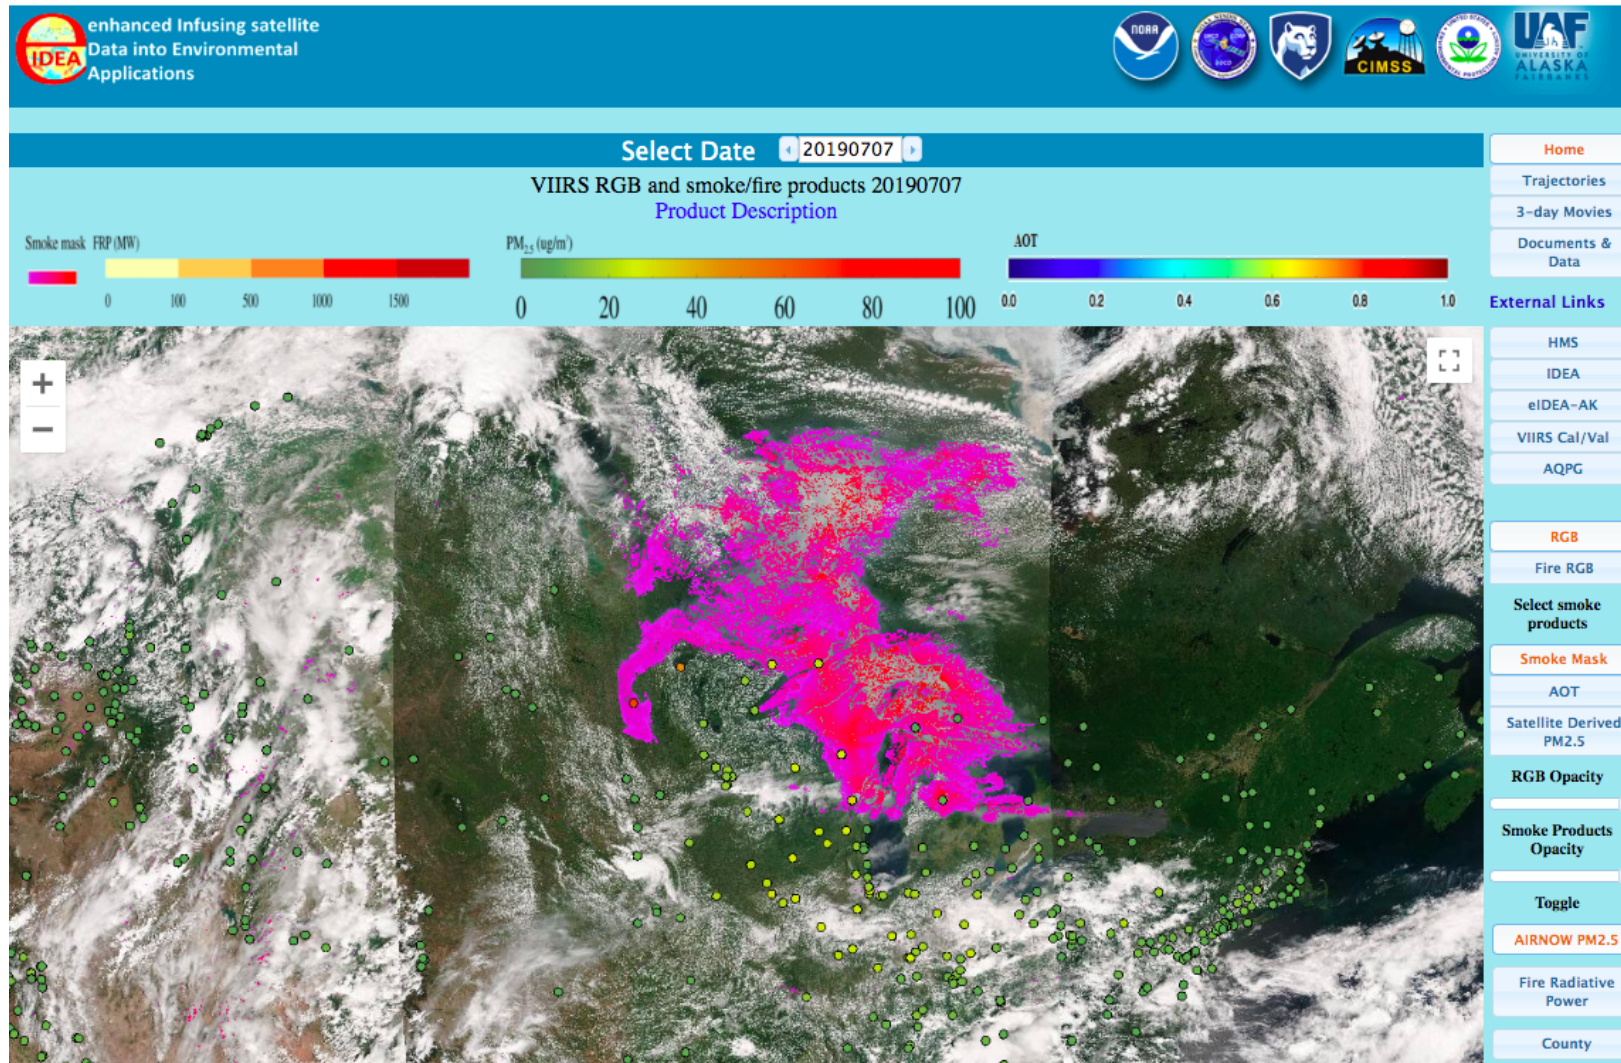 enhanced Infusing satellite
Data into Environmental
Applications
IDEA
NOAA
CIMSS
UAF
UNIVERSITY OF
ALASKA
FAIRBANKS
Select Date 20190707
VIIRS RGB and smoke/fire products 20190707
Product Description
Smoke mask FRP (MW)
0 100 500 1000 1500
PM2.5 (ug/m³)
0 20 40 60 80 100
AOT
0.0 0.2 0.4 0.6 0.8 1.0
+
−
Home
Trajectories
3-day Movies
Documents &
Data
External Links
HMS
IDEA
eIDEA-AK
VIIRS Cal/Val
AQPG
RGB
Fire RGB
Select smoke
products
Smoke Mask
AOT
Satellite Derived
PM2.5
RGB Opacity
Smoke Products
Opacity
Toggle
AIRNOW PM2.5
Fire Radiative
Power
County